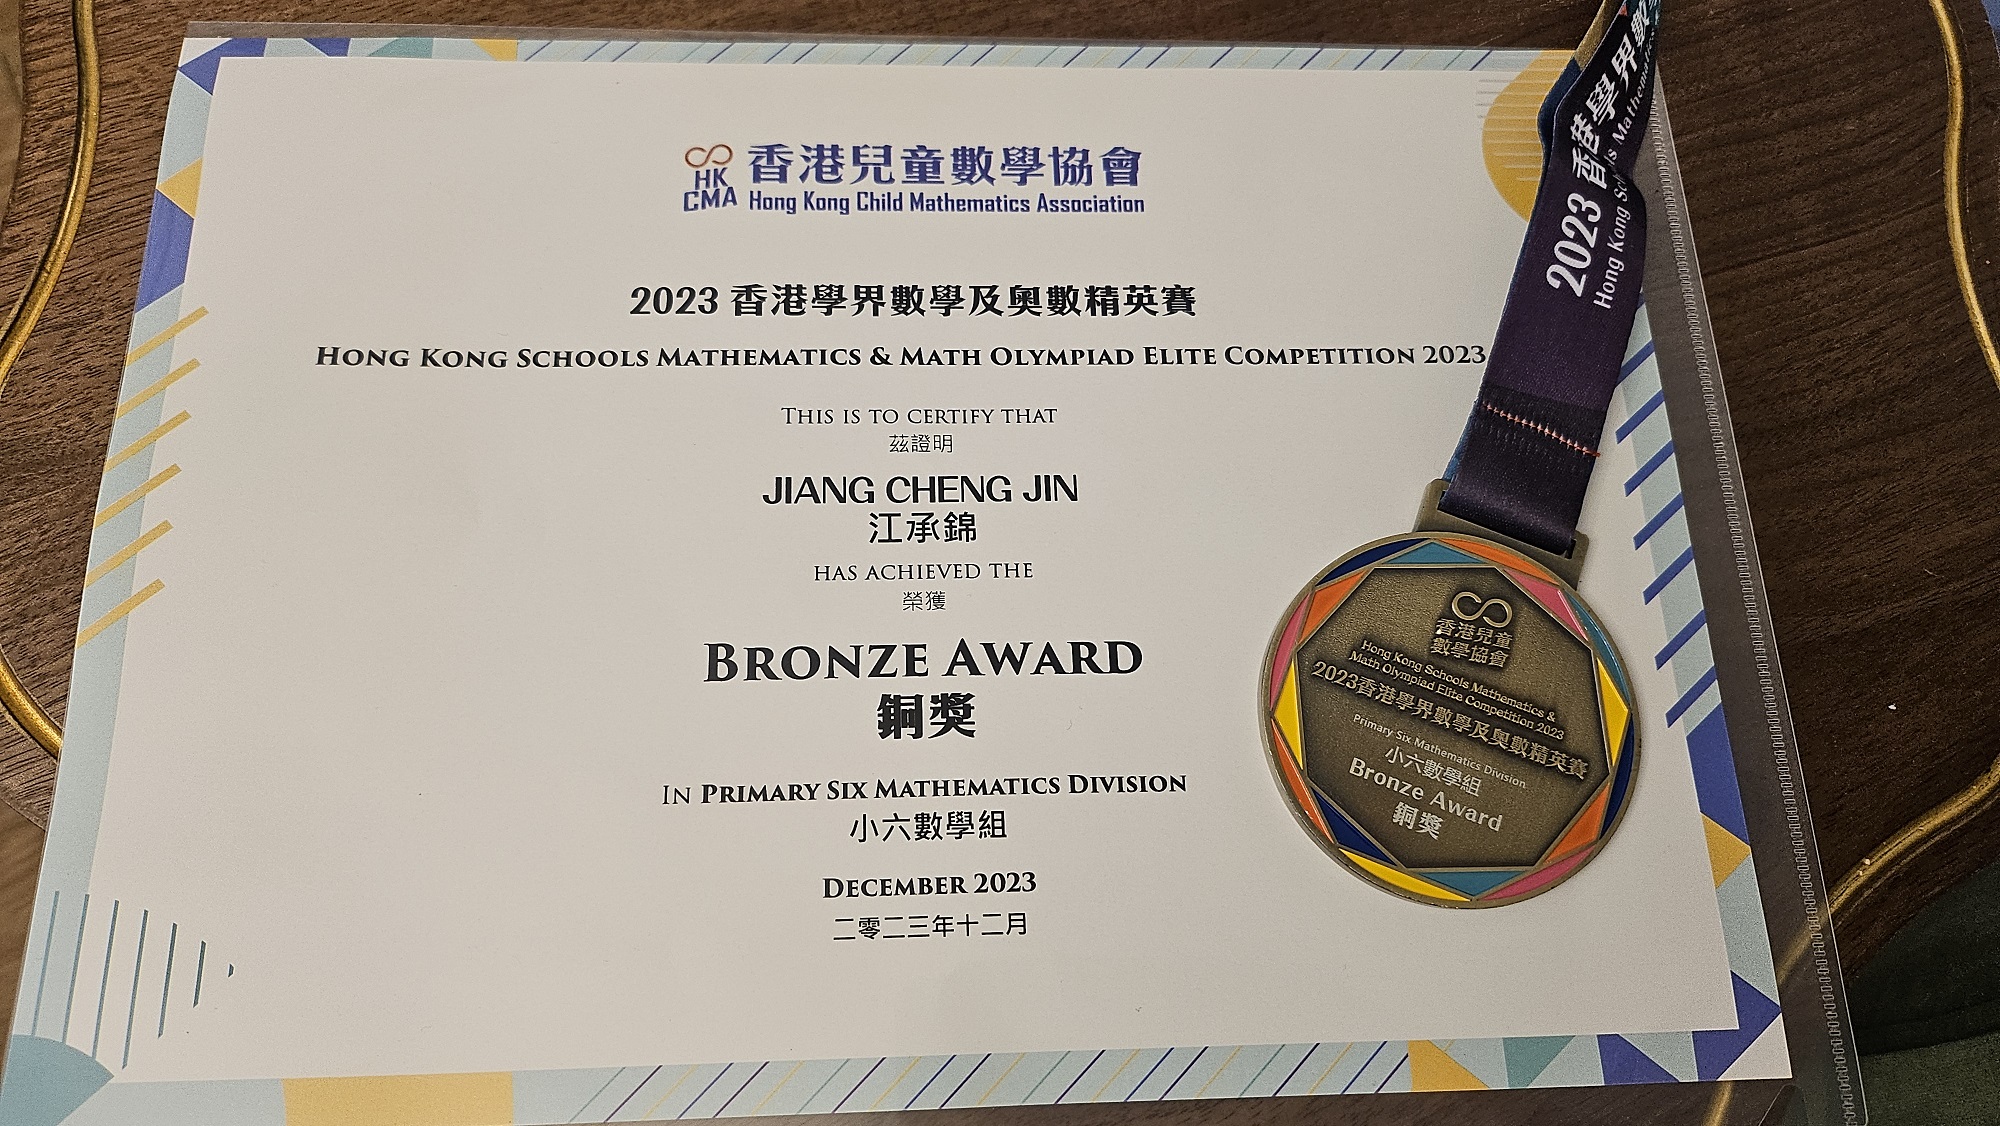 HK
CMA
香港兒童數學協會
Hong Kong Child Mathematics Association
2023 香港學界數學及奧數精英賽
HONG KONG SCHOOLS MATHEMATICS & MATH OLYMPIAD ELITE COMPETITION 2023
THIS IS TO CERTIFY THAT
茲證明
JIANG CHENG JIN
江承錦
HAS ACHIEVED THE
榮獲
BRONZE AWARD
銅獎
IN PRIMARY SIX MATHEMATICS DIVISION
小六數學組
DECEMBER 2023
二零二三年十二月
2023 香港學界數
Hong Kong Schools Mathematics
香港兒童
數學協會
Hong Kong Schools Mathematics &
Math Olympiad Elite Competition 2023
2023香港學界數學及奧數精英賽
Primary Six Mathematics Division
小六數學組
Bronze Award
銅獎